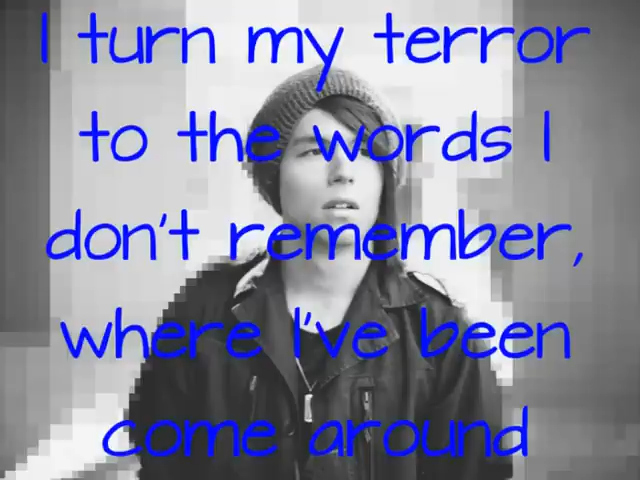 I turn my terror
to the words I
don't remember,
where I've been
come around